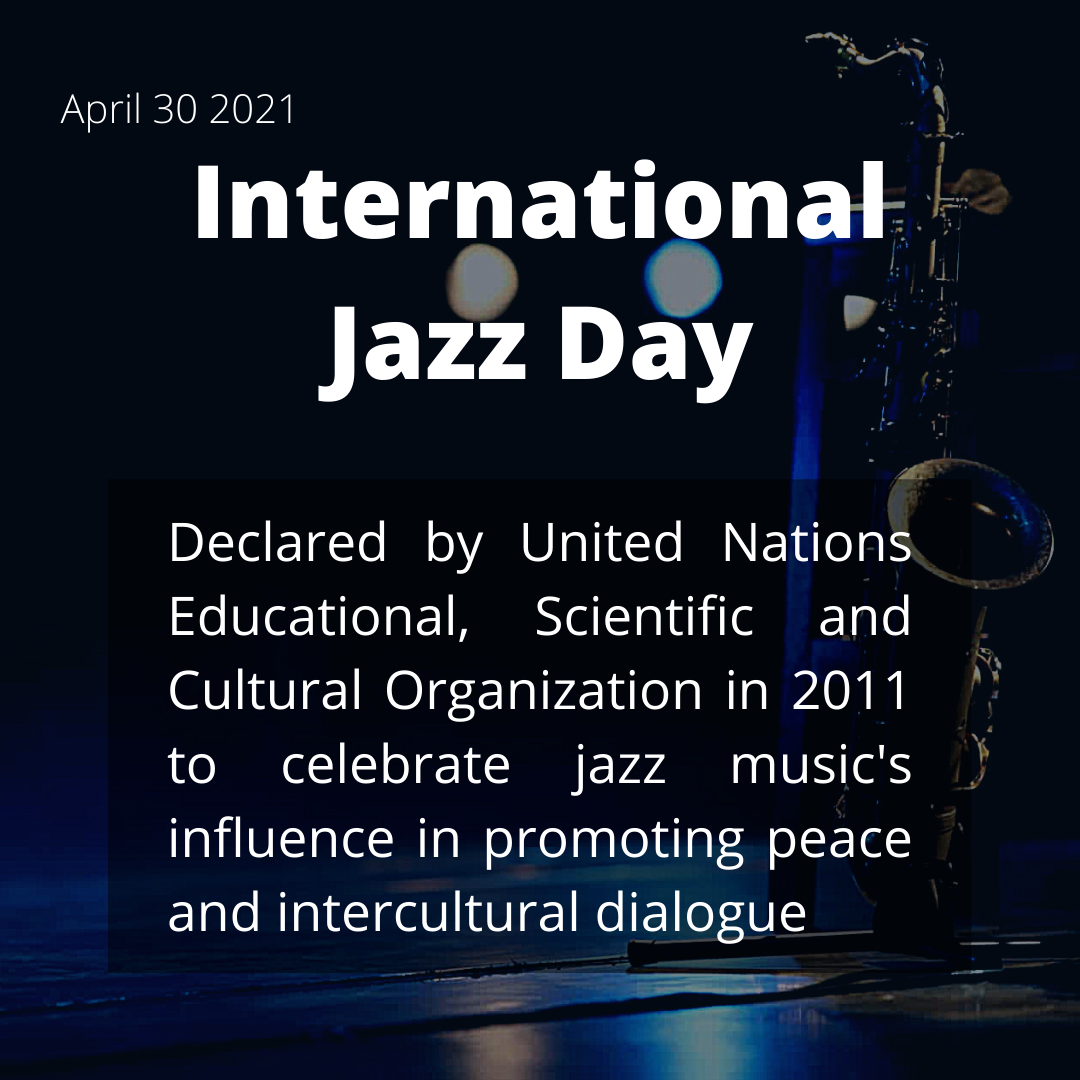 April 30 2021
International
Jazz Day
Declared by United Nations
Educational, Scientific and
Cultural Organization in 2011
to celebrate jazz music's
influence in promoting peace
and intercultural dialogue